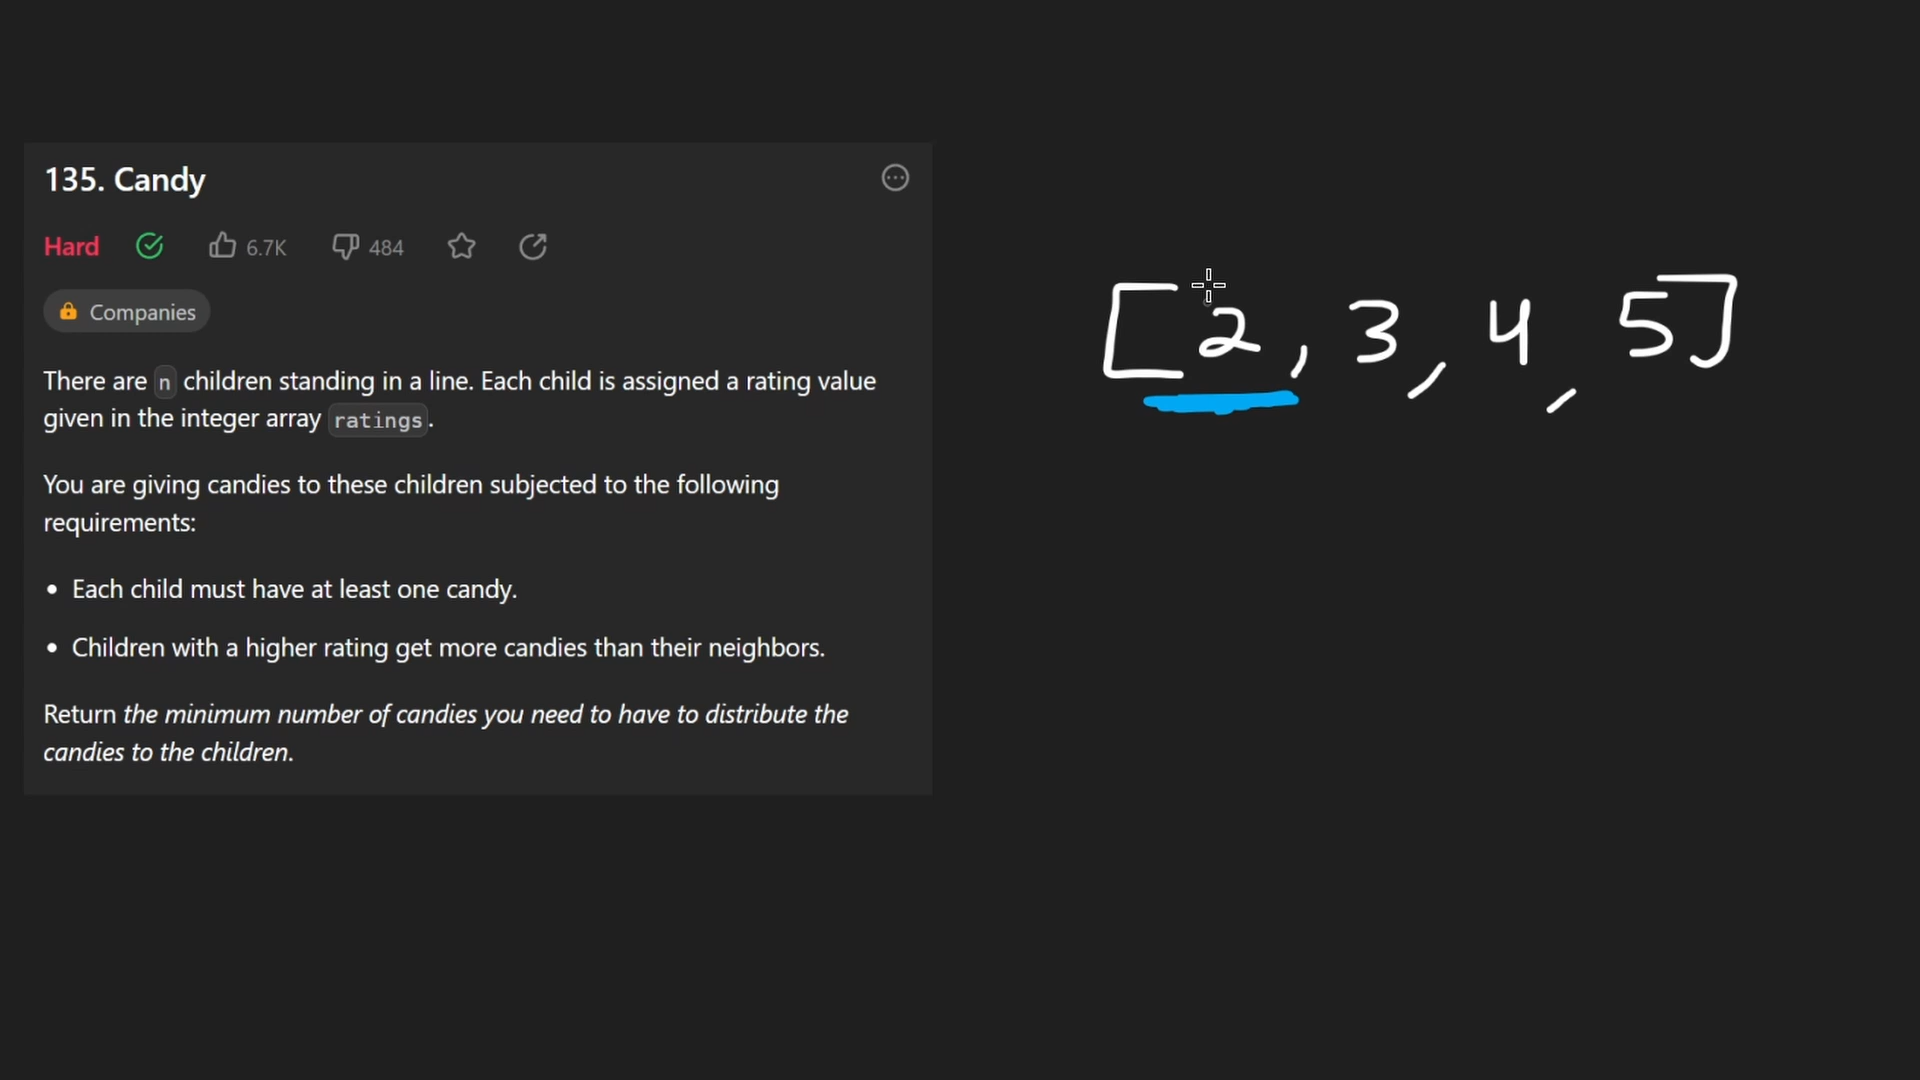 135. Candy
Hard 6.7K 484
Companies
There are n children standing in a line. Each child is assigned a rating value
given in the integer array ratings.
You are giving candies to these children subjected to the following
requirements:
• Each child must have at least one candy.
• Children with a higher rating get more candies than their neighbors.
Return the minimum number of candies you need to have to distribute the
candies to the children.
[2, 3, 4, 5]